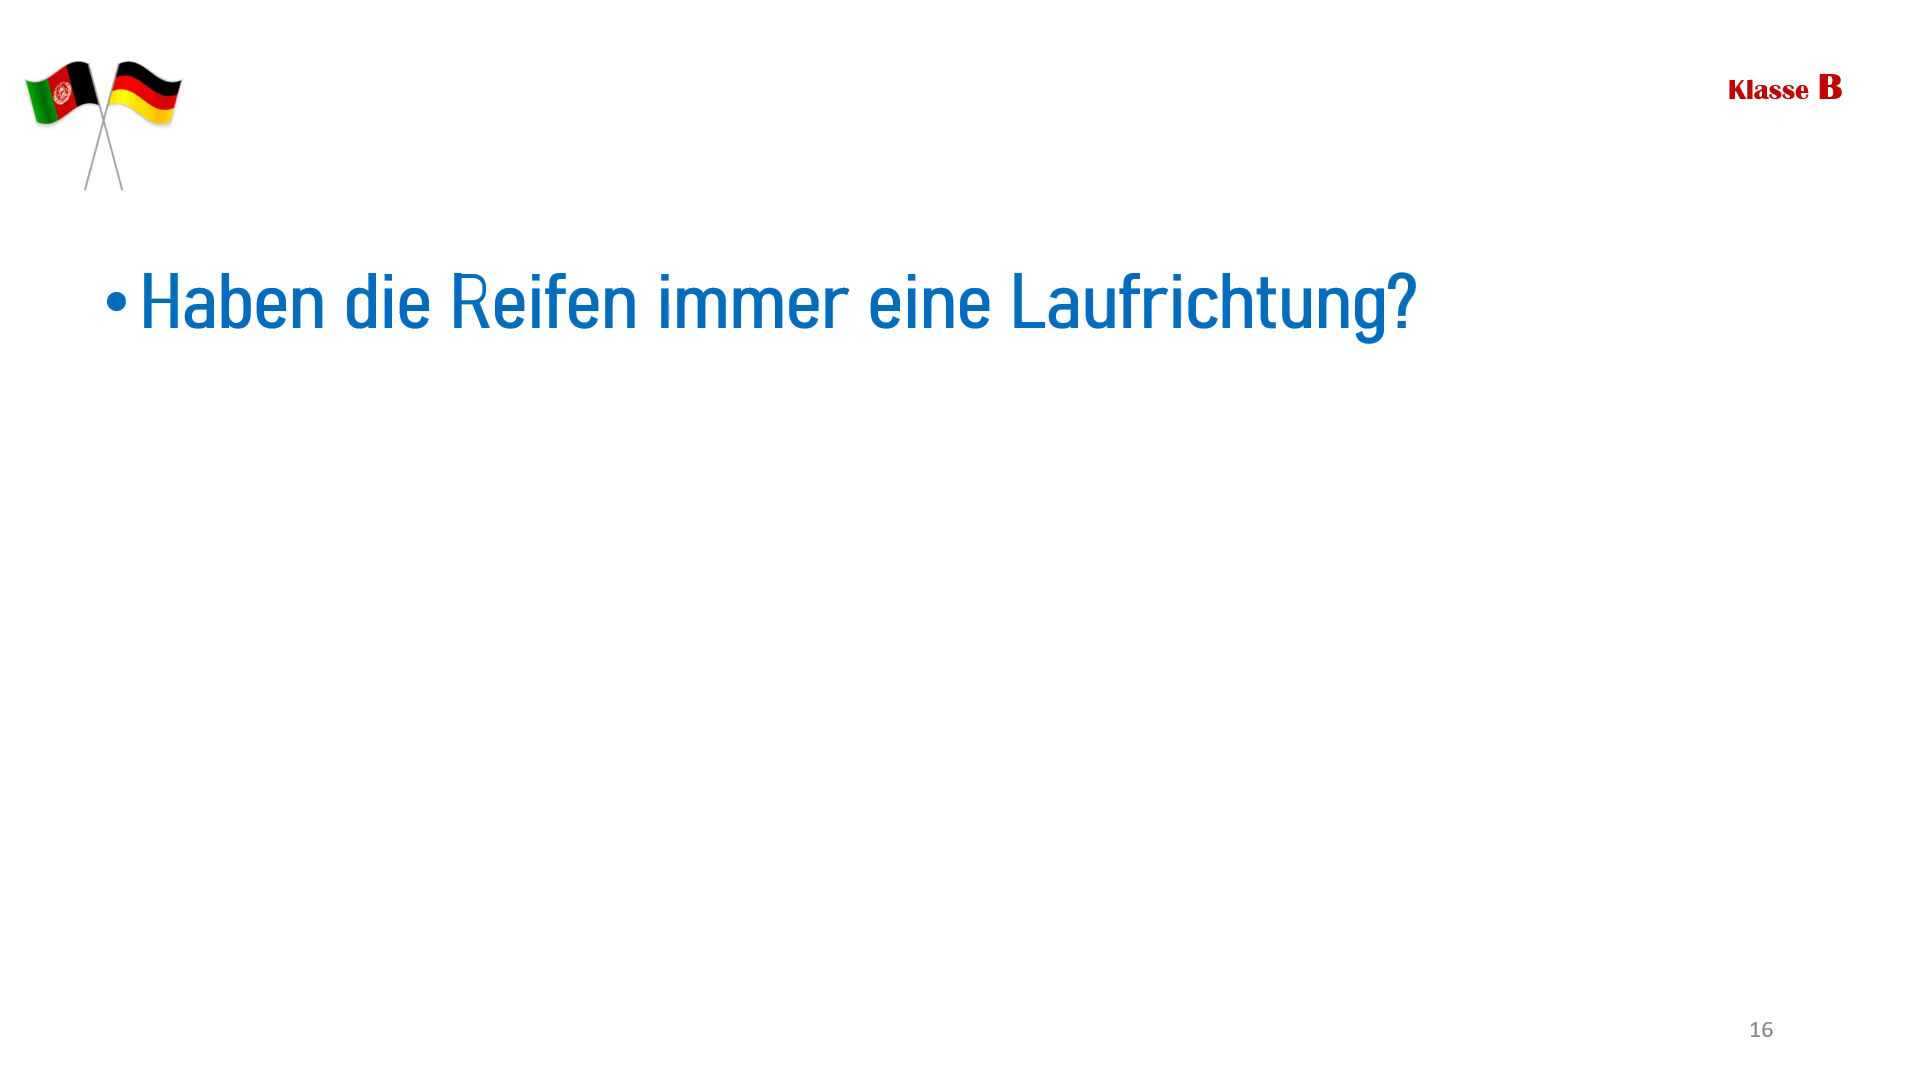 Klasse B
• Haben die Reifen immer eine Laufrichtung?
16